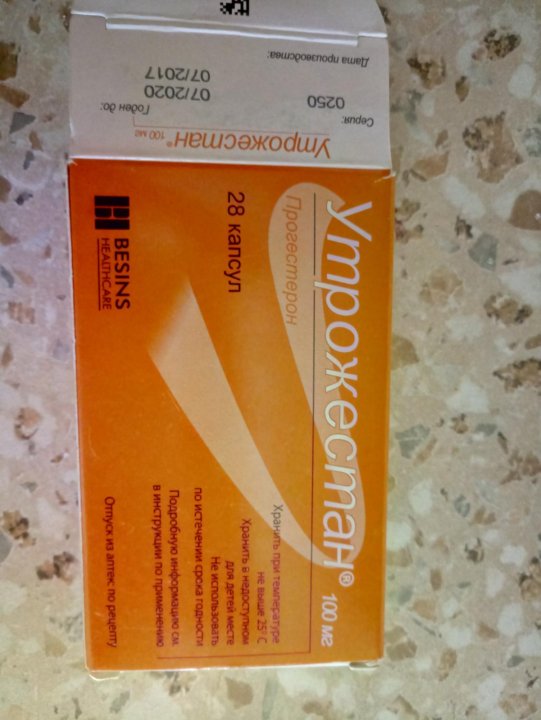 Утрожестан® 100 мг
Прогестерон
28 капсул
BESINS
HEALTHCARE
Хранить при температуре
не выше 25°C
Хранить в недоступном
для детей месте
Не использовать
по истечении срока годности
Подробную информацию см.
в инструкции по применению
Отпуск из аптек: по рецепту
Утрожестан® 100 мг
Серия: 0250
Годен до: 07/2020
Дата производства: 07/2017